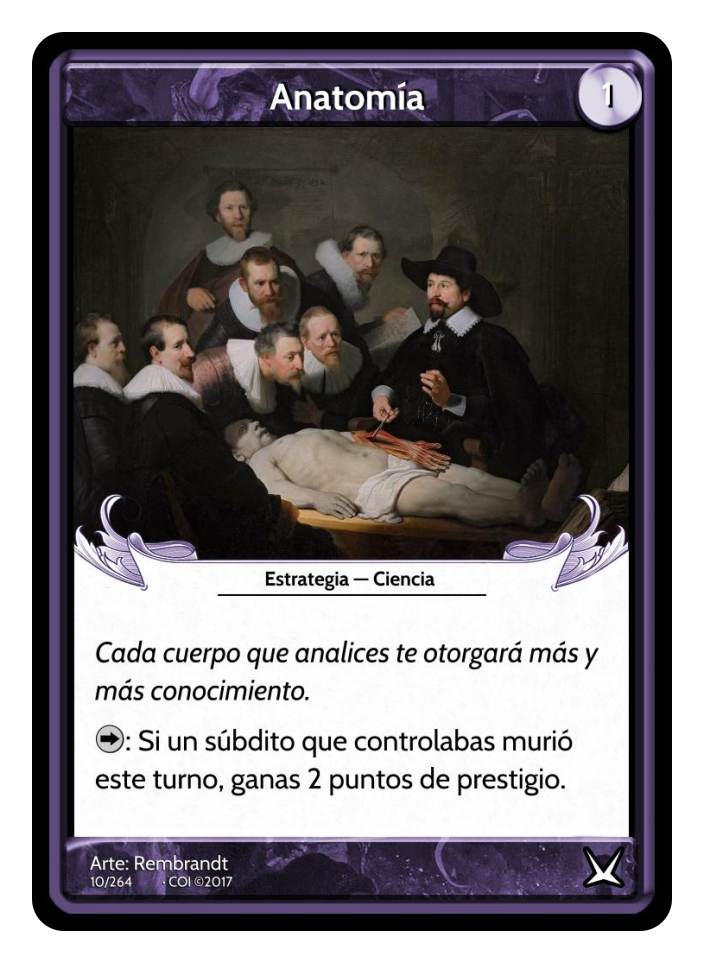 Anatomía
1
Estrategia — Ciencia
Cada cuerpo que analices te otorgará más y
más conocimiento.
: Si un súbdito que controlabas murió
este turno, ganas 2 puntos de prestigio.
Arte: Rembrandt
10/264 · COI ©2017